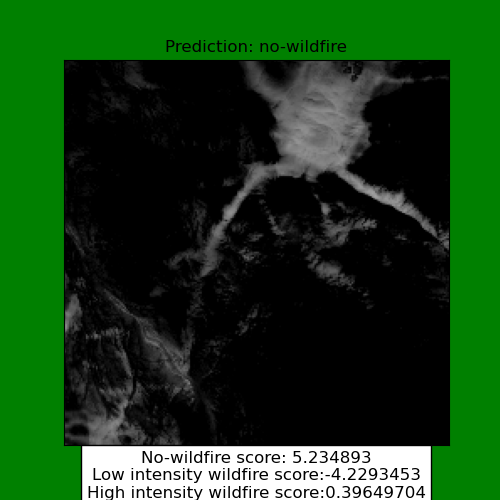 Prediction: no-wildfire
No-wildfire score: 5.234893
Low intensity wildfire score:-4.2293453
High intensity wildfire score:0.39649704